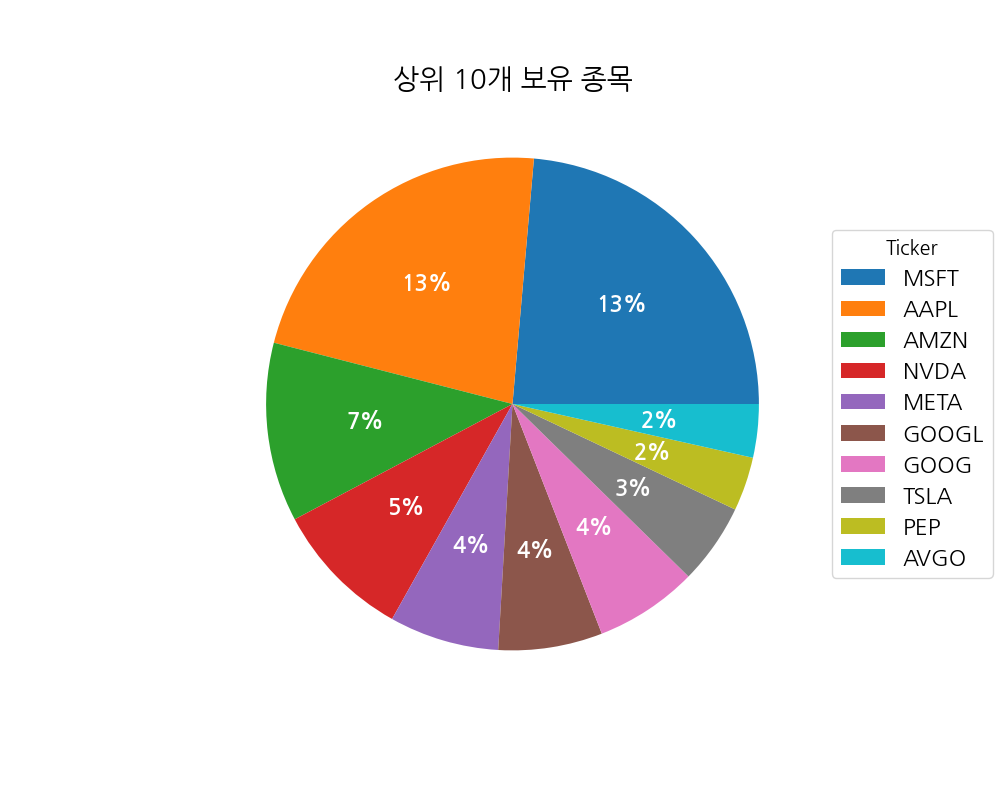 상위 10개 보유 종목
13%
13%
7%
5%
4%
4%
4%
3%
2%
2%
Ticker
MSFT
AAPL
AMZN
NVDA
META
GOOGL
GOOG
TSLA
PEP
AVGO